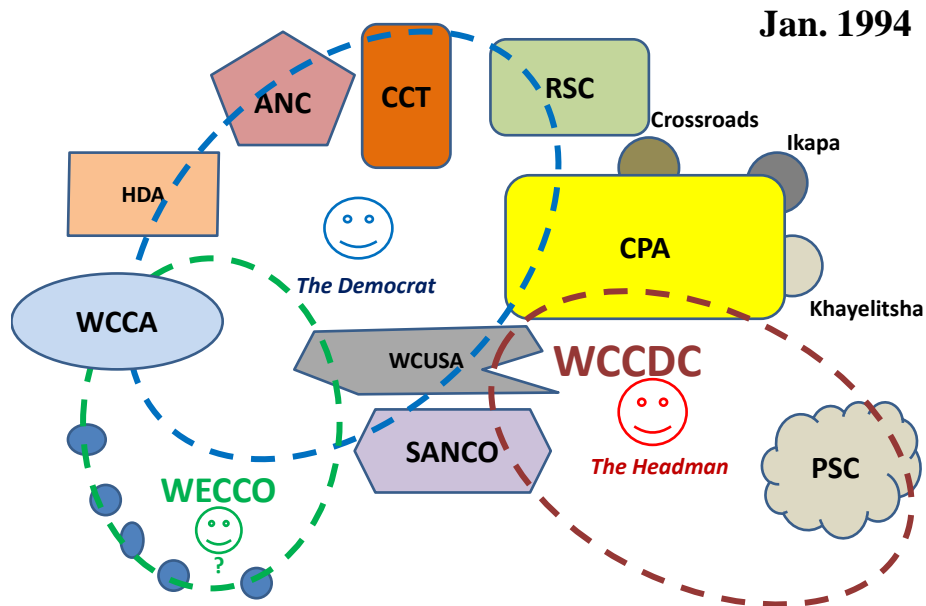 Jan. 1994
ANC
CCT
RSC
Crossroads
Ikapa
HDA
CPA
The Democrat
Khayelitsha
WCCA
WCUSA
WCCDC
SANCO
The Headman
PSC
WECCO
?